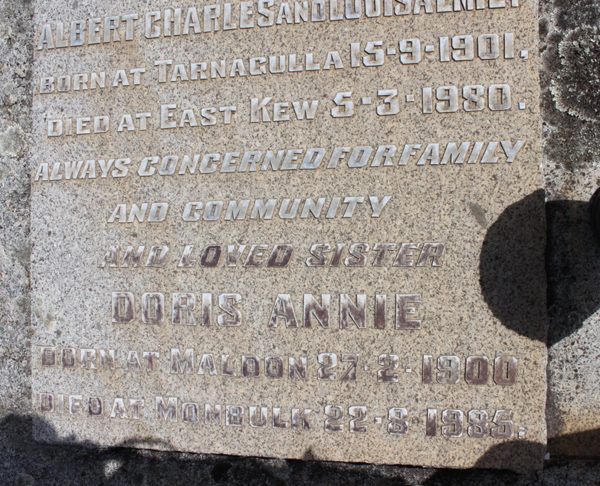 ALBERT CHARLES AND LOUISA EMILY
BORN AT TARNAGULLA 15-9-1901,
DIED AT EAST KEW 5-3-1980.
ALWAYS CONCERNED FOR FAMILY
AND COMMUNITY
AND LOVED SISTER
DORIS ANNIE
BORN AT MALDON 27-2-1900
DIED AT MONBULK 22-8-1985.